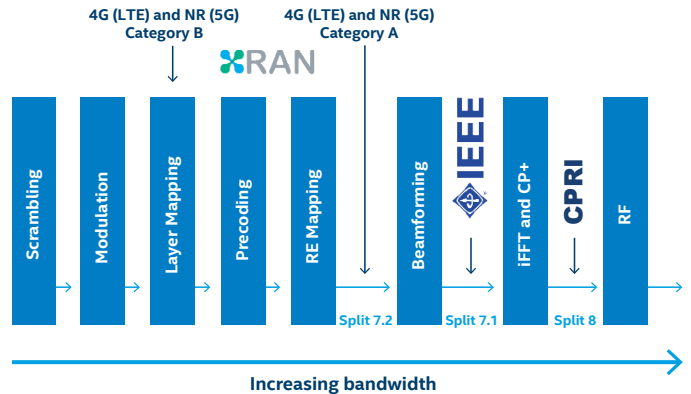 4G (LTE) and NR (5G)
Category B
4G (LTE) and NR (5G)
Category A
XRAN
Scrambling
Modulation
Layer Mapping
Precoding
RE Mapping
Beamforming
IEEE
iFFT and CP+
CPRI
RF
Split 7.2
Split 7.1
Split 8
Increasing bandwidth